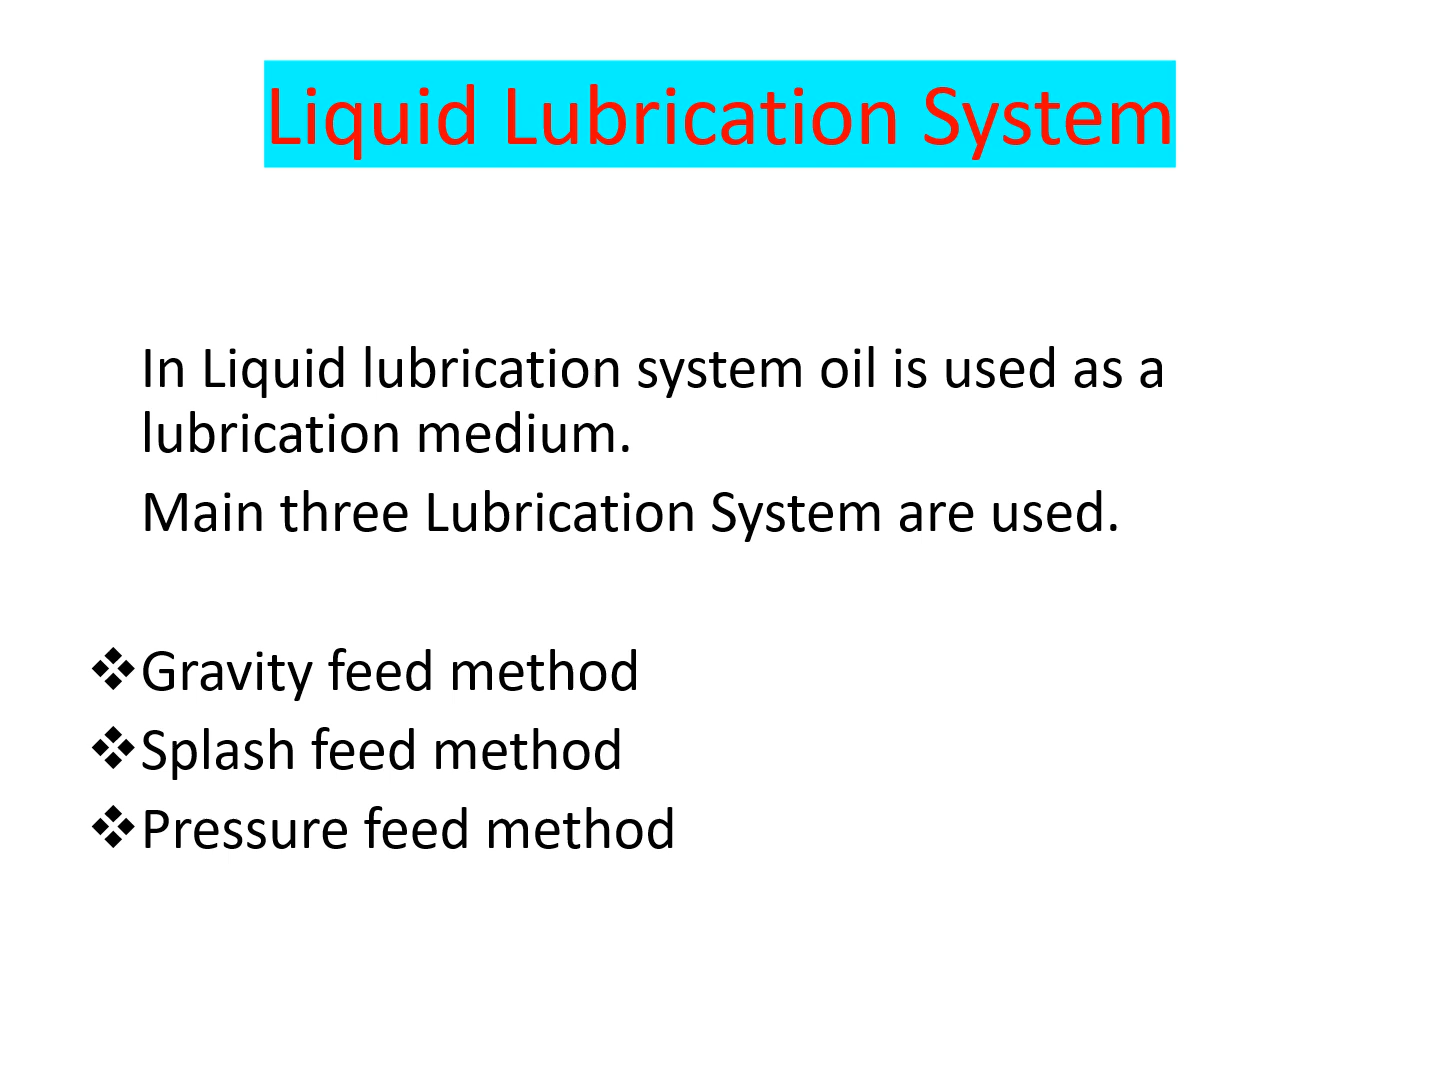 Liquid Lubrication System
In Liquid lubrication system oil is used as a
lubrication medium.
Main three Lubrication System are used.
❖Gravity feed method
❖Splash feed method
❖Pressure feed method